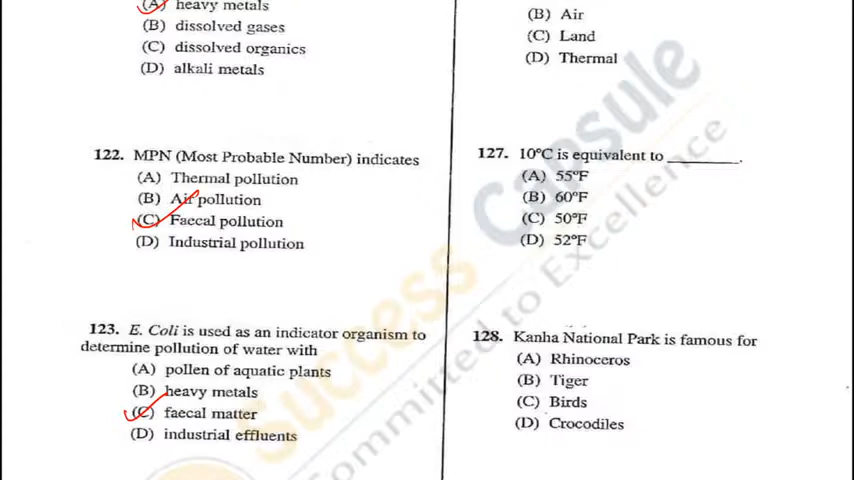 (A) heavy metals
(B) dissolved gases
(C) dissolved organics
(D) alkali metals
122. MPN (Most Probable Number) indicates
(A) Thermal pollution
(B) Air pollution
(C) Faecal pollution
(D) Industrial pollution
123. E. Coli is used as an indicator organism to
determine pollution of water with
(A) pollen of aquatic plants
(B) heavy metals
(C) faecal matter
(D) industrial effluents
(B) Air
(C) Land
(D) Thermal
127. 10°C is equivalent to ________.
(A) 55°F
(B) 60°F
(C) 50°F
(D) 52°F
128. Kanha National Park is famous for
(A) Rhinoceros
(B) Tiger
(C) Birds
(D) Crocodiles
Success Capsule
Committed to Excellence